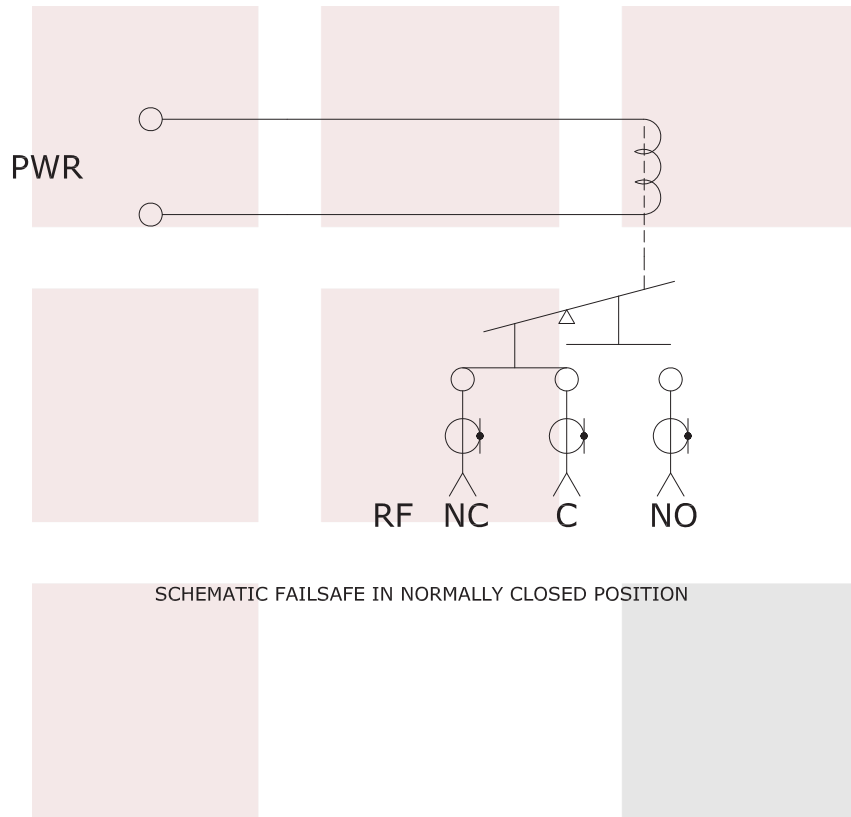 PWR
RF NC C NO
SCHEMATIC FAILSAFE IN NORMALLY CLOSED POSITION